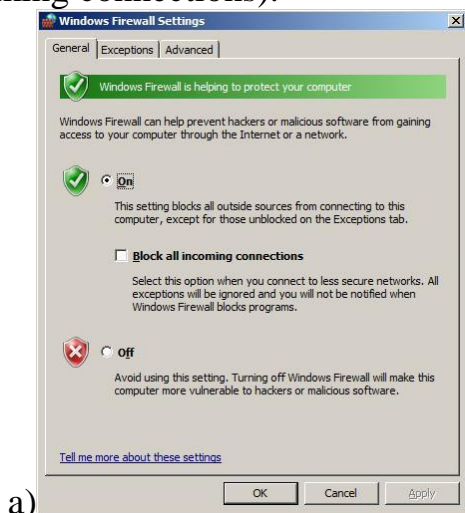 ning connections).
Windows Firewall Settings
General Exceptions Advanced
Windows Firewall is helping to protect your computer
Windows Firewall can help prevent hackers or malicious software from gaining
access to your computer through the Internet or a network.
On
This setting blocks all outside sources from connecting to this
computer, except for those unblocked on the Exceptions tab.
Block all incoming connections
Select this option when you connect to less secure networks. All
exceptions will be ignored and you will not be notified when
Windows Firewall blocks programs.
Off
Avoid using this setting. Turning off Windows Firewall will make this
computer more vulnerable to hackers or malicious software.
Tell me more about these settings
a) OK Cancel Apply